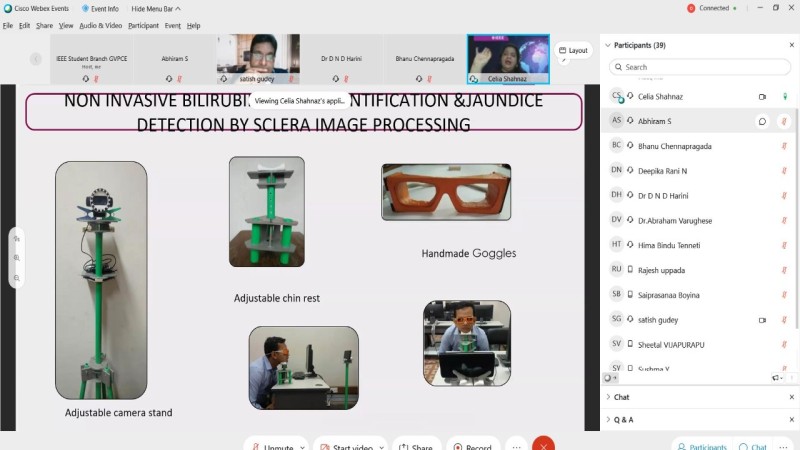 Cisco Webex Events
Event Info
Hide Menu Bar
Connected
File Edit Share View Audio & Video Participant Event Help
IEEE Student Branch GVPCE
Host, me
Abhiram S
satish gudey
Dr D N D Harini
Bhanu Chennapragada
Celia Shahnaz
Layout
Viewing Celia Shahnaz's appli...
NON INVASIVE BILIRUBI NTIFICATION &JAUNDICE
DETECTION BY SCLERA IMAGE PROCESSING
Handmade Goggles
Adjustable chin rest
Adjustable camera stand
Participants (39)
Search
CS Celia Shahnaz
AS Abhiram S
BC Bhanu Chennapragada
DN Deepika Rani N
DH Dr D N D Harini
DV Dr.Abraham Varughese
HT Hima Bindu Tenneti
RU Rajesh uppada
SB Saiprasanaa Boyina
SG satish gudey
SV Sheetal VIJAPURAPU
SY Sushma Y
Chat
Q & A
Unmute
Start video
Share
Record
Participants
Chat